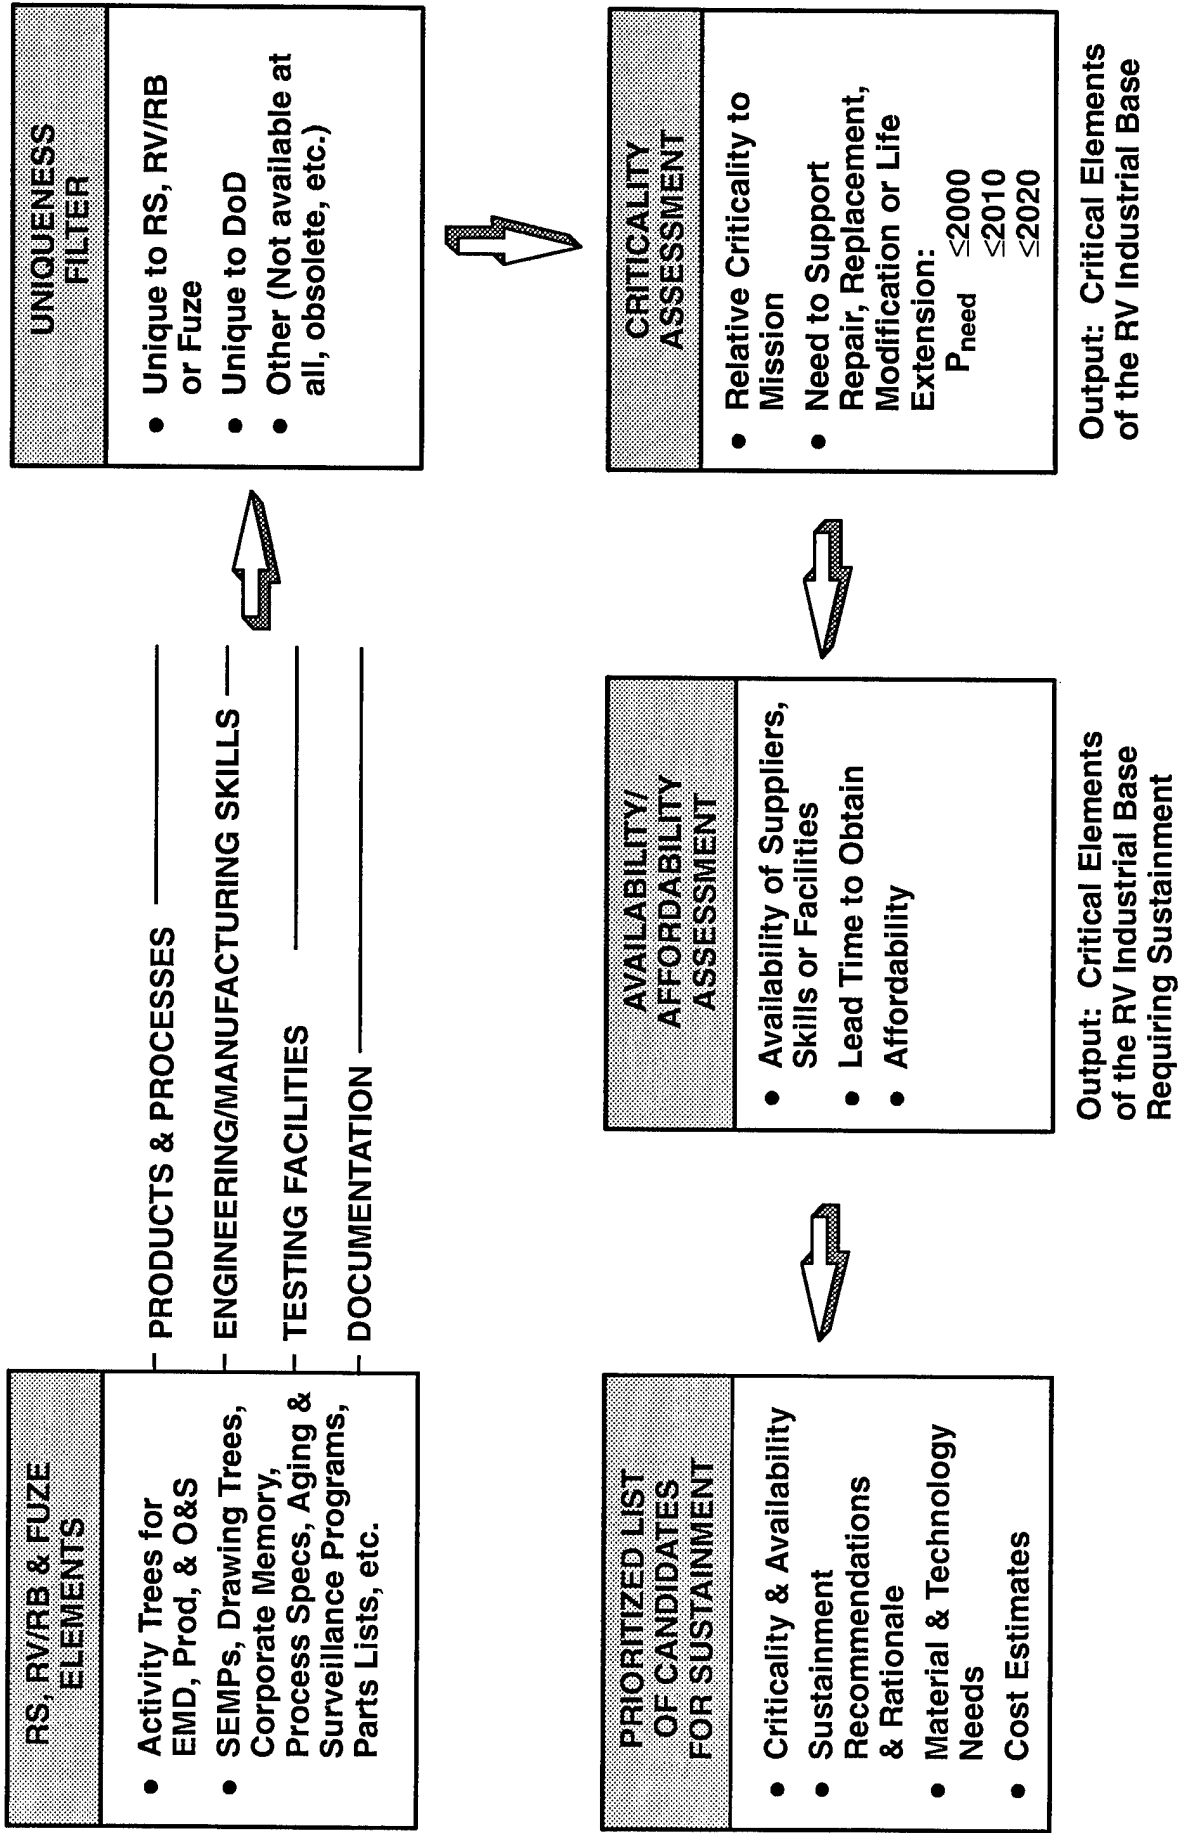 RS, RV/RB & FUZE
ELEMENTS
• Activity Trees for
EMD, Prod, & O&S
• SEMPs, Drawing Trees,
Corporate Memory,
Process Specs, Aging &
Surveillance Programs,
Parts Lists, etc.
PRODUCTS & PROCESSES
ENGINEERING/MANUFACTURING SKILLS
TESTING FACILITIES
DOCUMENTATION
UNIQUENESS
FILTER
• Unique to RS, RV/RB
or Fuze
• Unique to DoD
• Other (Not available at
all, obsolete, etc.)
CRITICALITY
ASSESSMENT
• Relative Criticality to
Mission
• Need to Support
Repair, Replacement,
Modification or Life
Extension:
Pneed ≤2000
≤2010
≤2020
Output: Critical Elements
of the RV Industrial Base
AVAILABILITY/
AFFORDABILITY
ASSESSMENT
• Availability of Suppliers,
Skills or Facilities
• Lead Time to Obtain
• Affordability
Output: Critical Elements
of the RV Industrial Base
Requiring Sustainment
PRIORITIZED LIST
OF CANDIDATES
FOR SUSTAINMENT
• Criticality & Availability
• Sustainment
Recommendations
& Rationale
• Material & Technology
Needs
• Cost Estimates